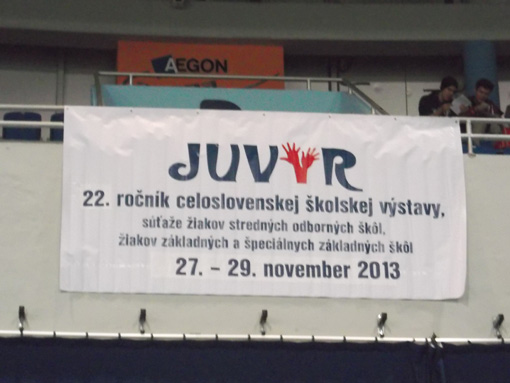 AEGON
JUVYR
22. ročník celoslovenskej školskej výstavy,
súťaže žiakov stredných odborných škôl,
žiakov základných a špeciálnych základných škôl
27. – 29. november 2013